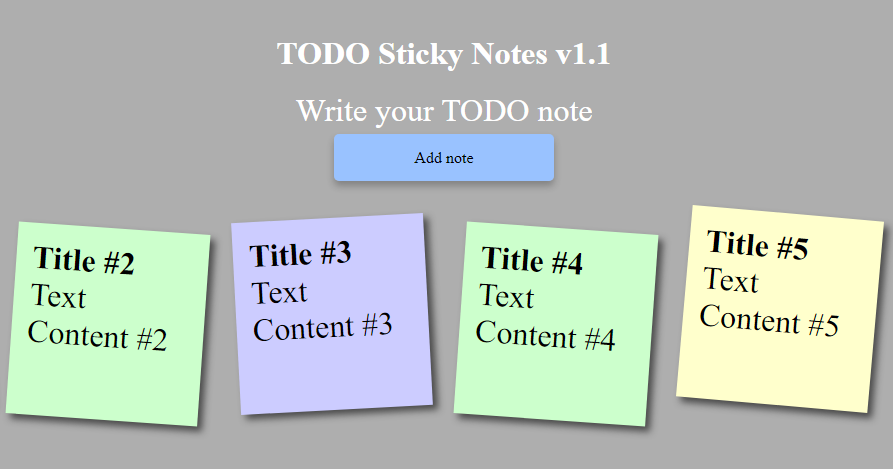 TODO Sticky Notes v1.1
Write your TODO note
Add note
Title #2
Text
Content #2
Title #3
Text
Content #3
Title #4
Text
Content #4
Title #5
Text
Content #5